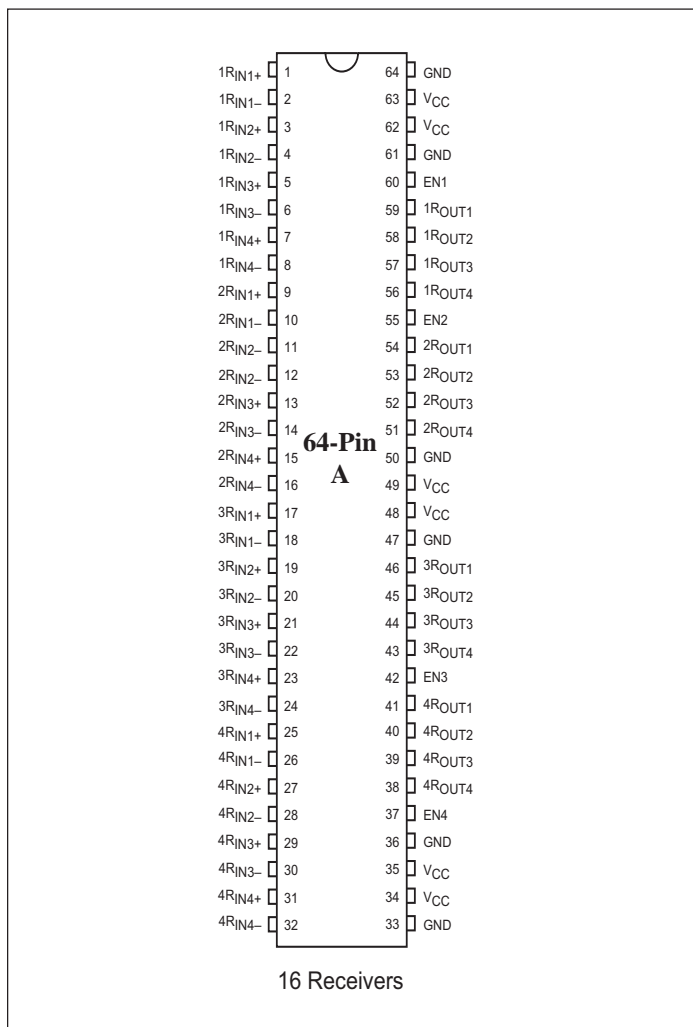 1RIN1+ 1 64 GND
1RIN1– 2 63 VCC
1RIN2+ 3 62 VCC
1RIN2– 4 61 GND
1RIN3+ 5 60 EN1
1RIN3– 6 59 1ROUT1
1RIN4+ 7 58 1ROUT2
1RIN4– 8 57 1ROUT3
2RIN1+ 9 56 1ROUT4
2RIN1– 10 55 EN2
2RIN2– 11 54 2ROUT1
2RIN2– 12 53 2ROUT2
2RIN3+ 13 52 2ROUT3
2RIN3– 14 51 2ROUT4
64-Pin
2RIN4+ 15 50 GND
A
2RIN4– 16 49 VCC
3RIN1+ 17 48 VCC
3RIN1– 18 47 GND
3RIN2+ 19 46 3ROUT1
3RIN2– 20 45 3ROUT2
3RIN3+ 21 44 3ROUT3
3RIN3– 22 43 3ROUT4
3RIN4+ 23 42 EN3
3RIN4– 24 41 4ROUT1
4RIN1+ 25 40 4ROUT2
4RIN1– 26 39 4ROUT3
4RIN2+ 27 38 4ROUT4
4RIN2– 28 37 EN4
4RIN3+ 29 36 GND
4RIN3– 30 35 VCC
4RIN4+ 31 34 VCC
4RIN4– 32 33 GND
16 Receivers